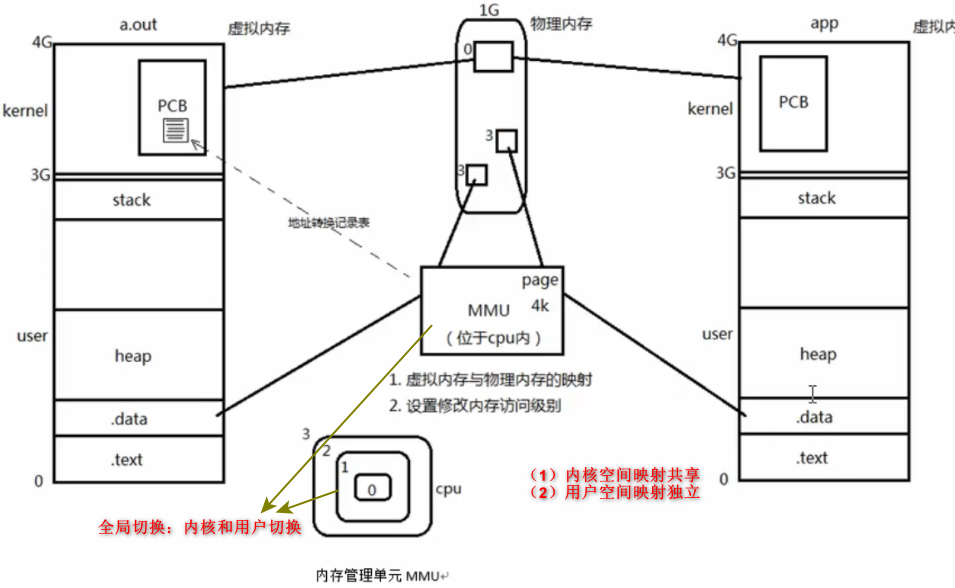 a.out
虚拟内存
4G
kernel
PCB
3G
stack
user
heap
.data
.text
0
1G
物理内存
0
3
3
地址转换记录表
page
MMU 4k
（位于cpu内）
1. 虚拟内存与物理内存的映射
2. 设置修改内存访问级别
3
2
1
0
cpu
全局切换：内核和用户切换
内存管理单元 MMU↵
app
虚拟内
4G
kernel
PCB
3G
stack
user
heap
.data
.text
0
（1）内核空间映射共享
（2）用户空间映射独立